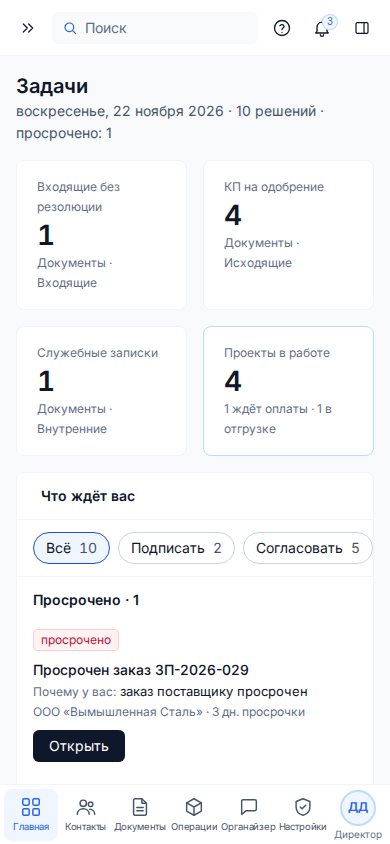 Поиск
3
Задачи
воскресенье, 22 ноября 2026 · 10 решений ·
просрочено: 1
Входящие без
резолюции
1
Документы ·
Входящие
КП на одобрение
4
Документы ·
Исходящие
Служебные записки
1
Документы ·
Внутренние
Проекты в работе
4
1 ждёт оплаты · 1 в
отгрузке
Что ждёт вас
Всё 10
Подписать 2
Согласовать 5
Просрочено · 1
просрочено
Просрочен заказ ЗП-2026-029
Почему у вас: заказ поставщику просрочен
ООО «Вымышленная Сталь» · 3 дн. просрочки
Открыть
Главная
Контакты
Документы
Операции
Органайзер
Настройки
ДД
Директор